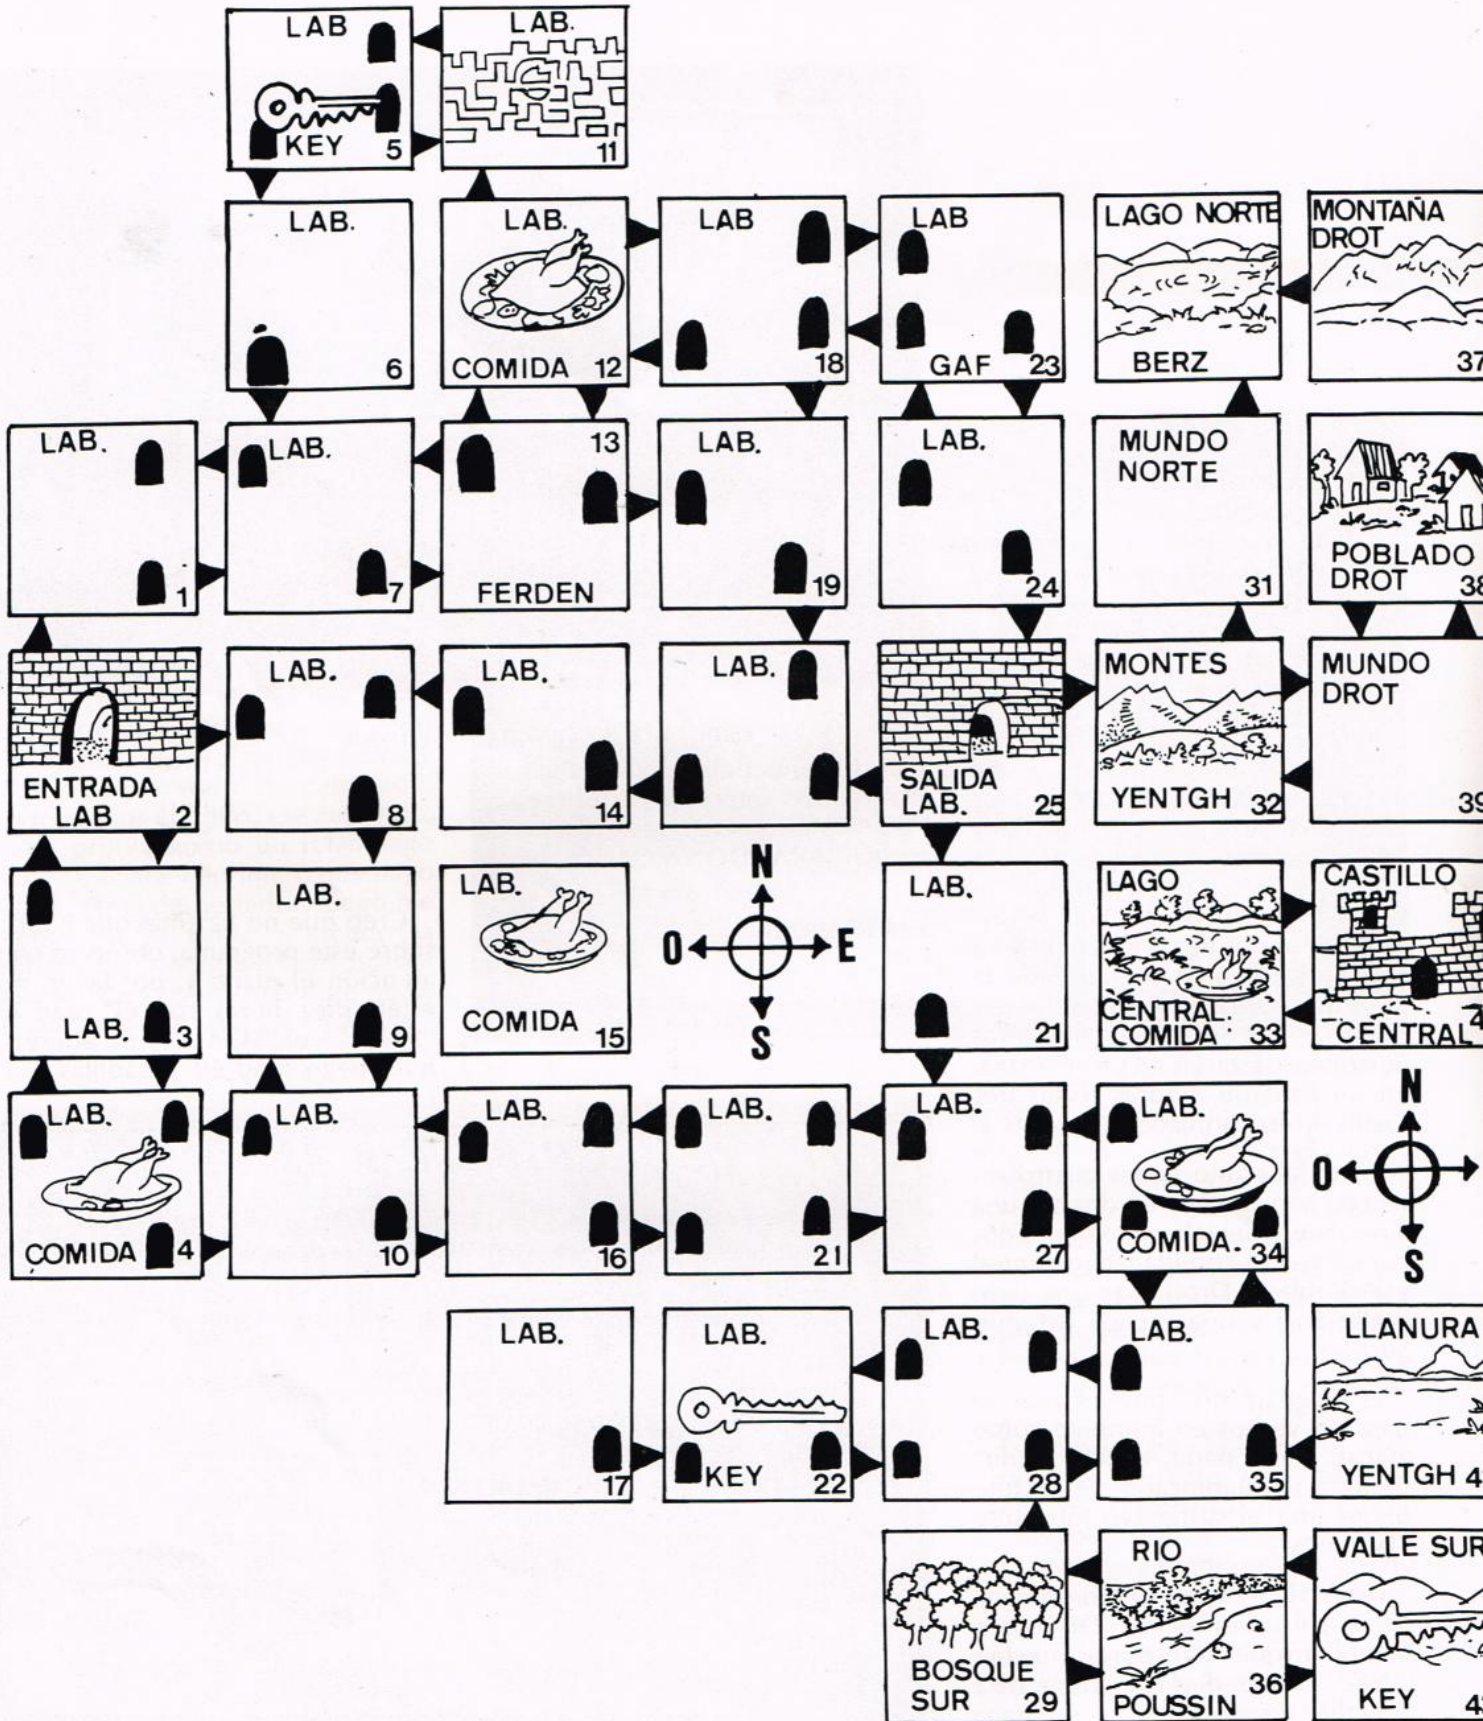 LAB
KEY 5
LAB.
11
LAB.
6
LAB.
COMIDA 12
LAB
18
LAB
GAF 23
LAGO NORTE
BERZ
MONTAÑA
DROT
37
LAB.
1
LAB.
7
13
FERDEN
LAB.
19
LAB.
24
MUNDO
NORTE
31
POBLADO
DROT 38
ENTRADA
LAB 2
LAB.
8
LAB.
14
LAB.
SALIDA
LAB. 25
MONTES
YENTGH 32
MUNDO
DROT
39
LAB. 3
LAB.
9
LAB.
COMIDA 15
N
O E
S
LAB.
21
LAGO
CENTRAL.
COMIDA 33
CASTILLO
CENTRAL 4
LAB.
COMIDA 4
LAB.
10
LAB.
16
LAB.
21
LAB.
27
LAB.
COMIDA. 34
N
O
S
LAB.
17
LAB.
KEY 22
LAB.
28
LAB.
35
LLANURA
YENTGH 4
BOSQUE
SUR 29
RIO
36
POUSSIN
VALLE SUR
KEY 4